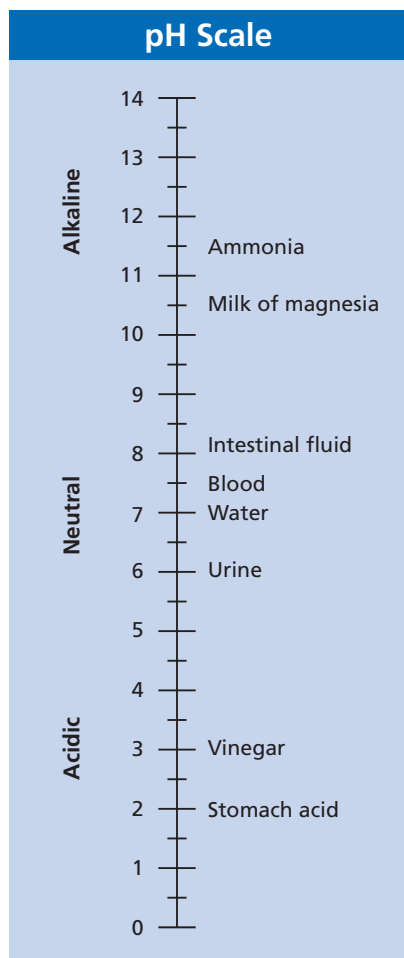 pH Scale
14
13
12
Alkaline
Ammonia
11
Milk of magnesia
10
9
Intestinal fluid
8
Blood
Neutral
7 Water
6 Urine
5
4
Acidic
3 Vinegar
2 Stomach acid
1
0